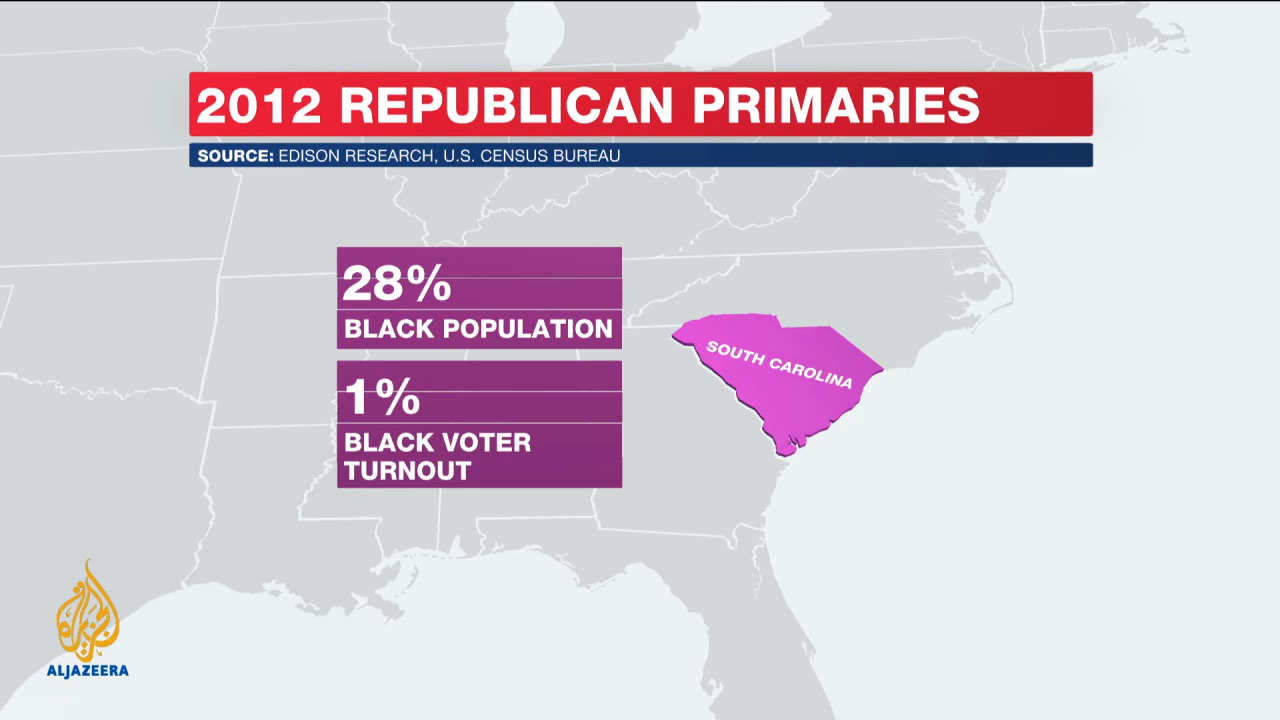 2012 REPUBLICAN PRIMARIES
SOURCE: EDISON RESEARCH, U.S. CENSUS BUREAU
28%
BLACK POPULATION
1%
BLACK VOTER
TURNOUT
SOUTH CAROLINA
ALJAZEERA